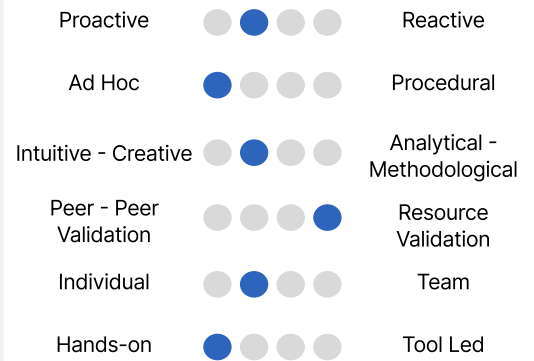 Proactive
Reactive
Ad Hoc
Procedural
Intuitive - Creative
Analytical -
Methodological
Peer - Peer
Validation
Resource
Validation
Individual
Team
Hands-on
Tool Led